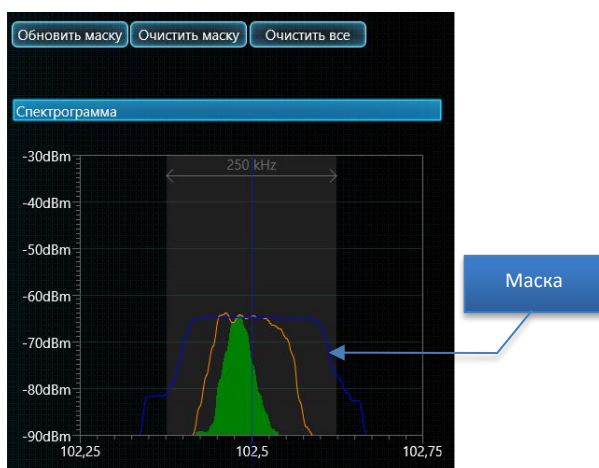 Обновить маску Очистить маску Очистить все
Спектрограмма
-30dBm
250 kHz
-40dBm
-50dBm
-60dBm
Маска
-70dBm
-80dBm
-90dBm
102,25 102,5 102,75